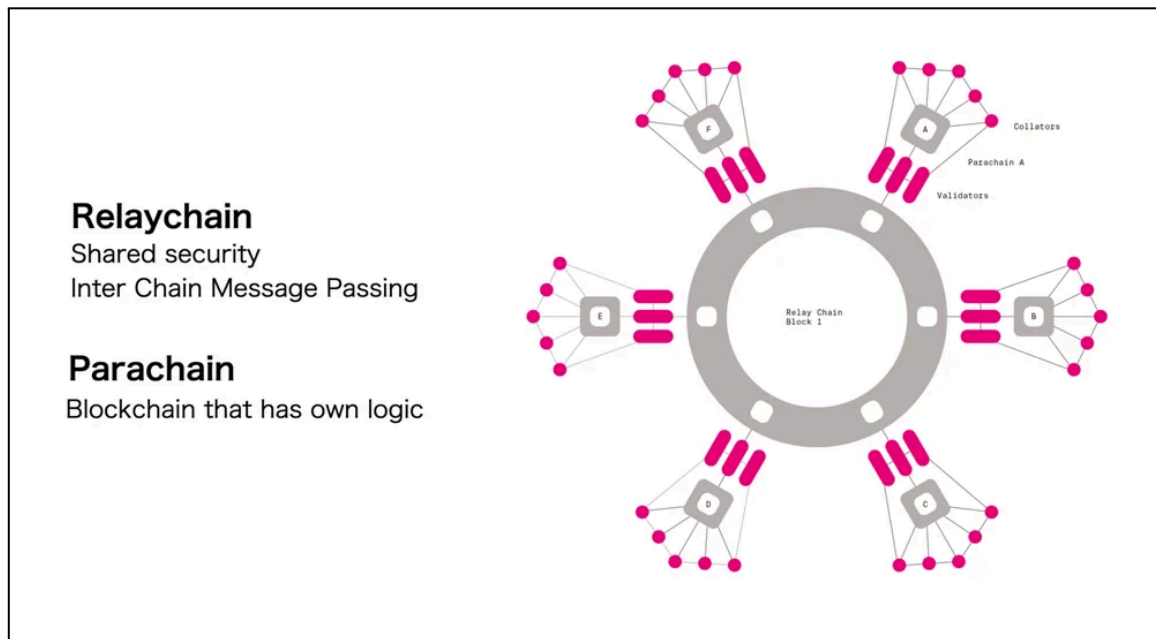 Relaychain
Shared security
Inter Chain Message Passing
Parachain
Blockchain that has own logic
F
A
Collators
Parachain A
Validators
E
Relay Chain
Block 1
B
D
C